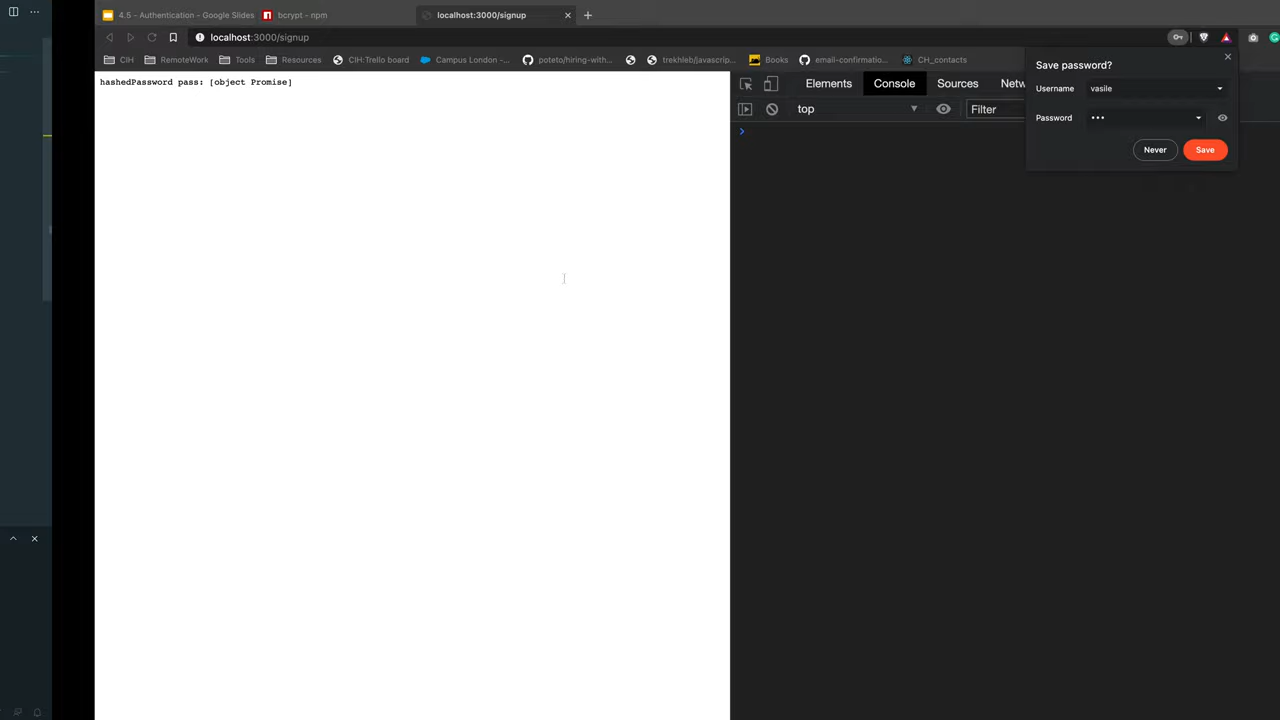 4.5 - Authentication - Google Slides
bcrypt - npm
localhost:3000/signup
localhost:3000/signup
CIH
RemoteWork
Tools
Resources
CIH:Trello board
Campus London -...
poteto/hiring-with...
trekhleb/javascrip...
Books
email-confirmatio...
CH_contacts
hashedPassword pass: [object Promise]
Elements
Console
Sources
Netw
top
Filter
Save password?
Username
vasile
Password
•••
Never
Save